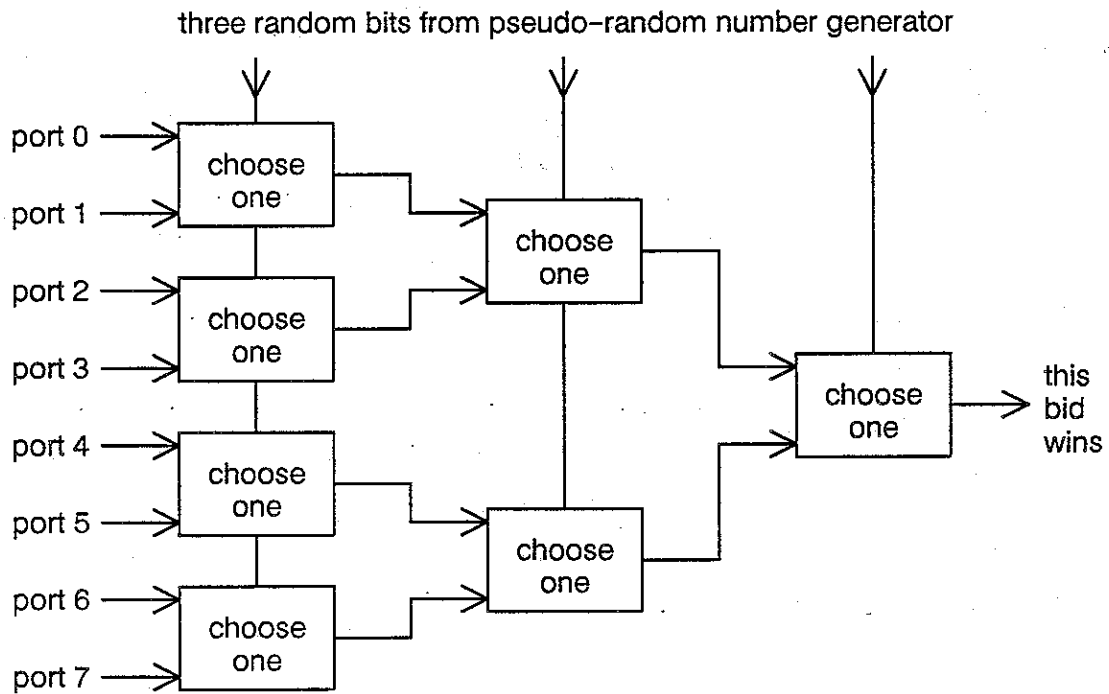 three random bits from pseudo-random number generator
port 0
port 1
choose
one
port 2
port 3
choose
one
port 4
port 5
choose
one
port 6
port 7
choose
one
choose
one
choose
one
choose
one
this
bid
wins